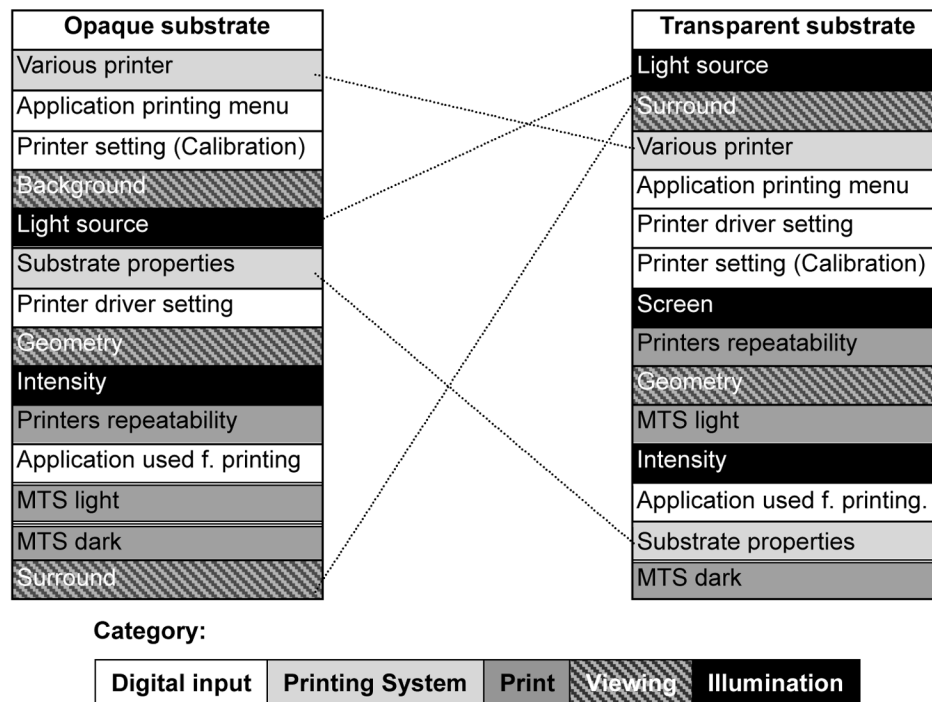 Opaque substrate
Various printer
Application printing menu
Printer setting (Calibration)
Background
Light source
Substrate properties
Printer driver setting
Geometry
Intensity
Printers repeatability
Application used f. printing
MTS light
MTS dark
Surround
Transparent substrate
Light source
Surround
Various printer
Application printing menu
Printer driver setting
Printer setting (Calibration)
Screen
Printers repeatability
Geometry
MTS light
Intensity
Application used f. printing.
Substrate properties
MTS dark
Category:
Digital input Printing System Print Viewing Illumination